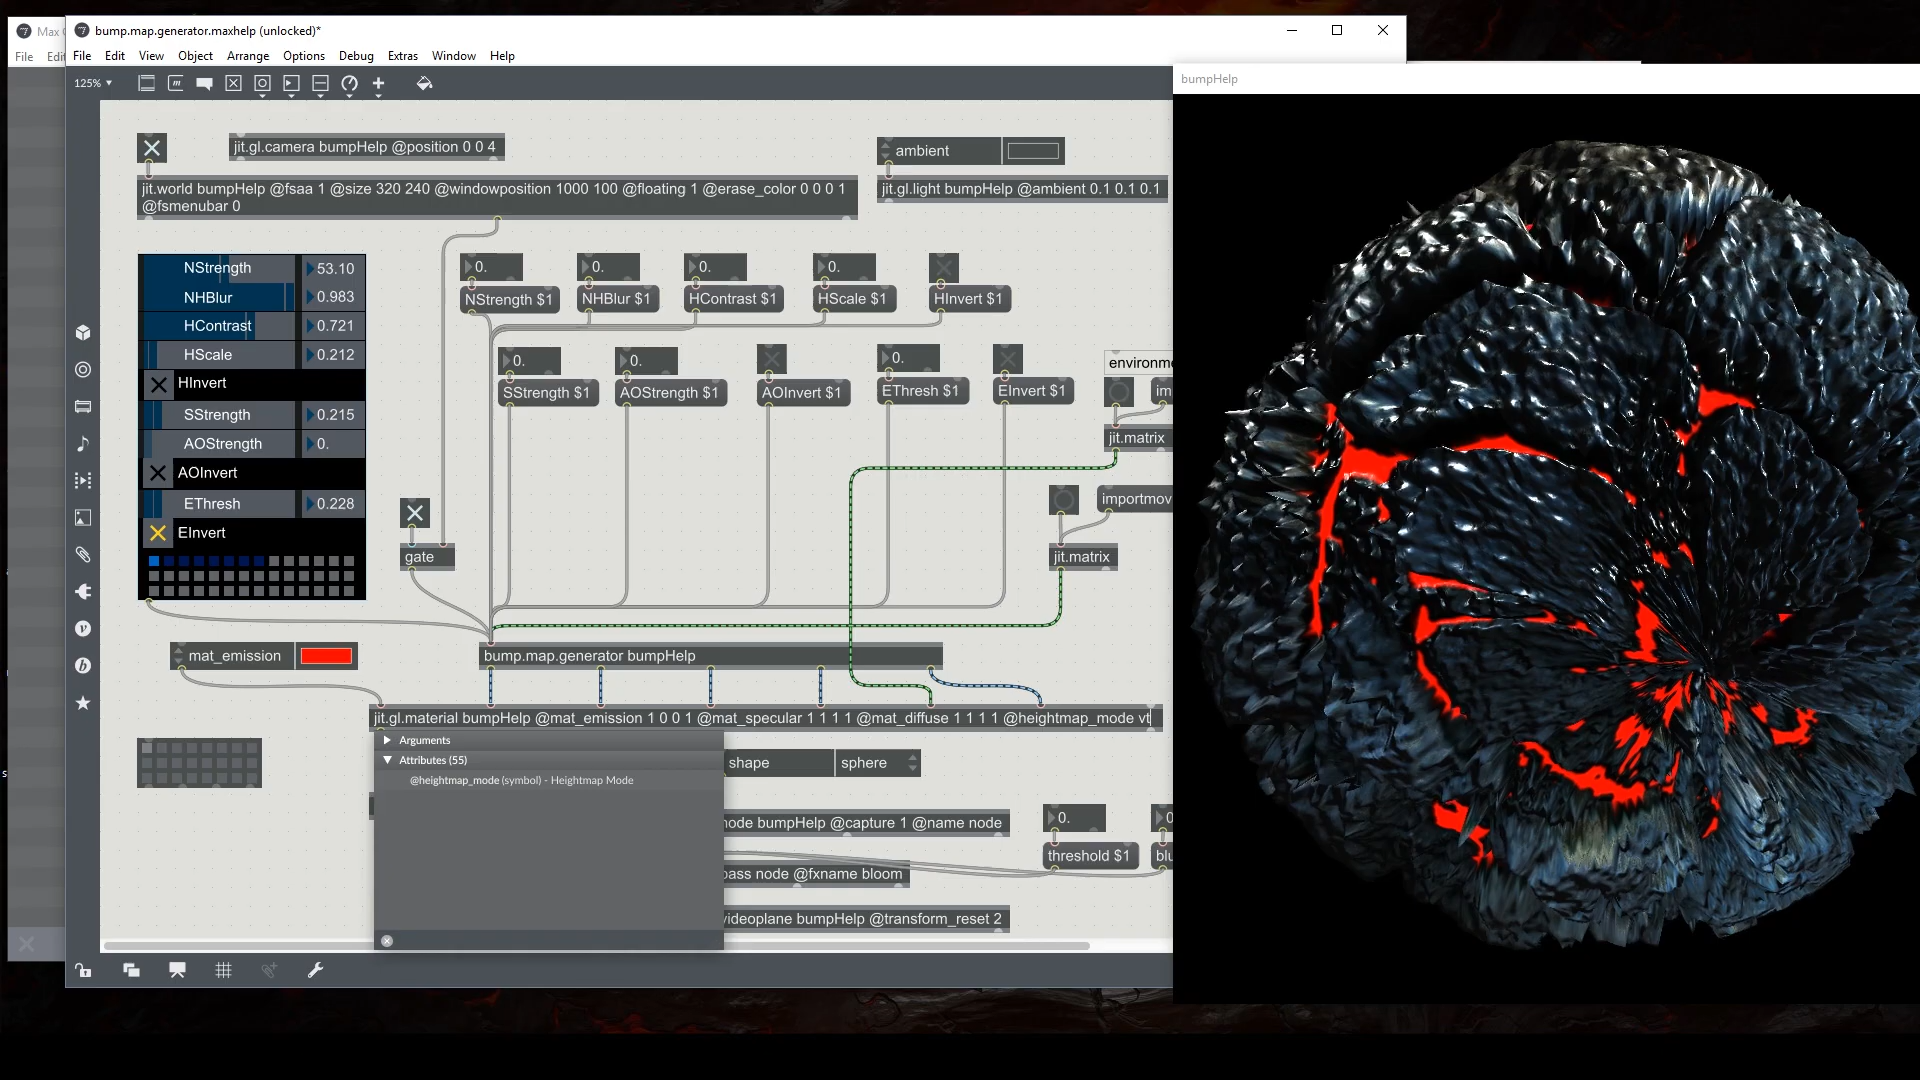 Max
bump.map.generator.maxhelp (unlocked)*
File Edit
File Edit View Object Arrange Options Debug Extras Window Help
125%
bumpHelp
jit.gl.camera bumpHelp @position 0 0 4
ambient
jit.world bumpHelp @fsaa 1 @size 320 240 @windowposition 1000 100 @floating 1 @erase_color 0 0 0 1
@fsmenubar 0
jit.gl.light bumpHelp @ambient 0.1 0.1 0.1
NStrength 53.10
NHBlur 0.983
HContrast 0.721
HScale 0.212
HInvert
SStrength 0.215
AOStrength 0.
AOInvert
EThresh 0.228
EInvert
0. 0. 0. 0.
NStrength $1 NHBlur $1 HContrast $1 HScale $1 HInvert $1
0. 0. 0.
SStrength $1 AOStrength $1 AOInvert $1 EThresh $1 EInvert $1
environme
im
jit.matrix
importmov
gate
jit.matrix
mat_emission
bump.map.generator bumpHelp
jit.gl.material bumpHelp @mat_emission 1 0 0 1 @mat_specular 1 1 1 1 @mat_diffuse 1 1 1 1 @heightmap_mode vt
Arguments
Attributes (55)
@heightmap_mode (symbol) - Heightmap Mode
shape sphere
ode bumpHelp @capture 1 @name node
0. 0
threshold $1 blu
pass node @fxname bloom
videoplane bumpHelp @transform_reset 2